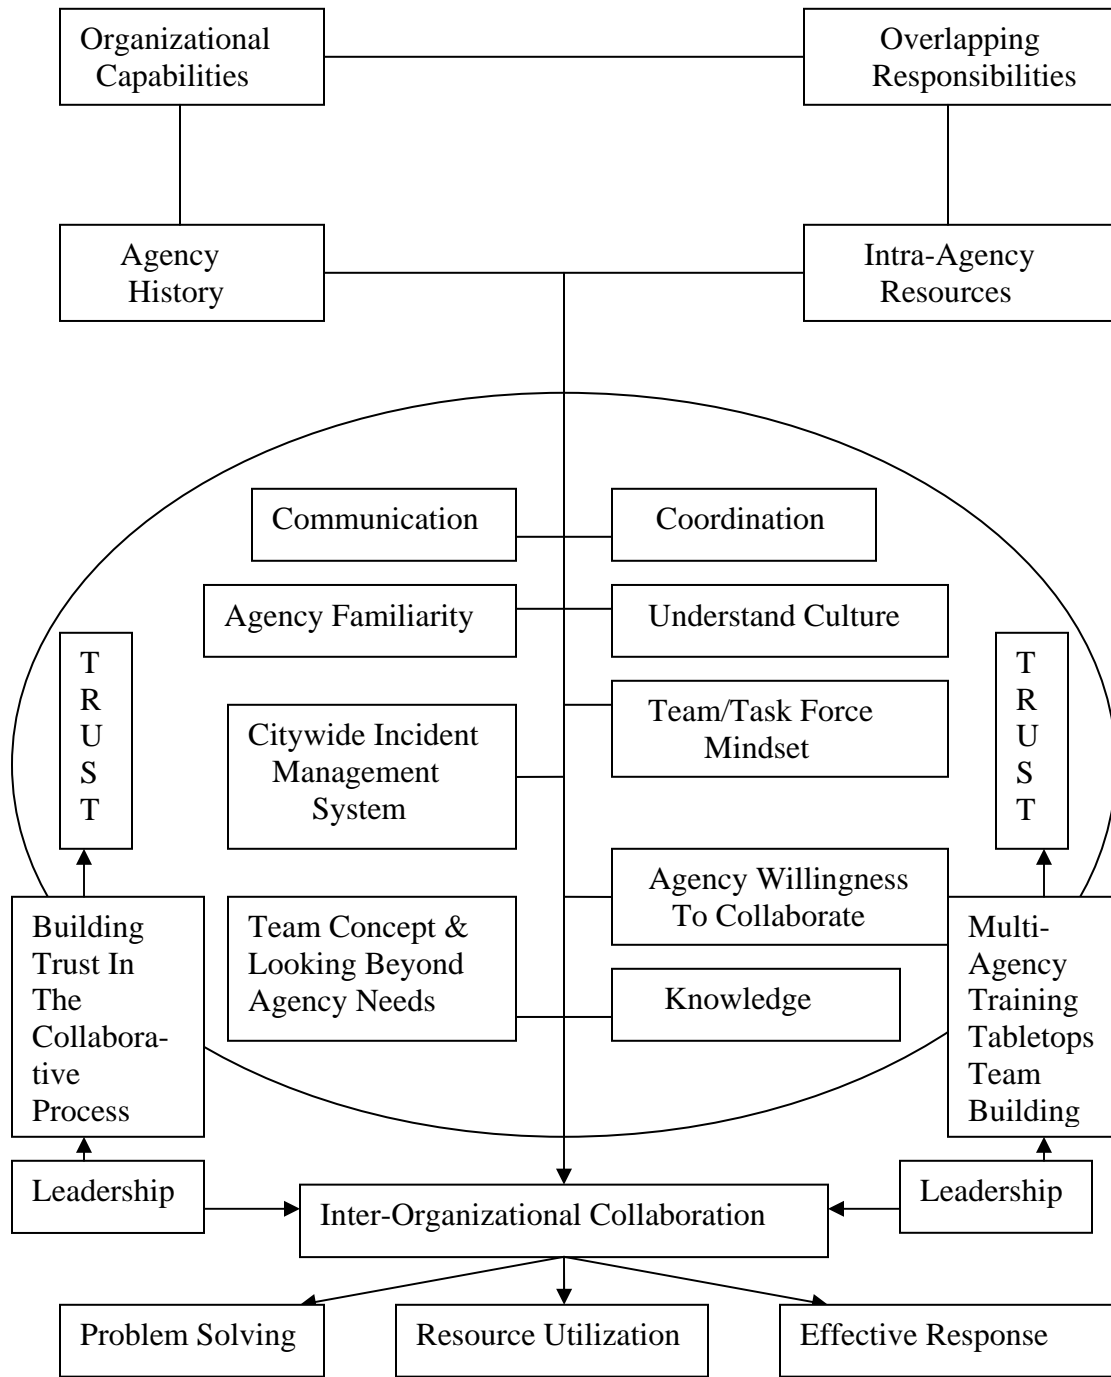 Organizational
Capabilities
Overlapping
Responsibilities
Agency
History
Intra-Agency
Resources
Communication
Coordination
Agency Familiarity
Understand Culture
T
R
U
S
T
Citywide Incident
Management
System
Team/Task Force
Mindset
T
R
U
S
T
Building
Trust In
The
Collabora-
tive
Process
Team Concept &
Looking Beyond
Agency Needs
Agency Willingness
To Collaborate
Knowledge
Multi-
Agency
Training
Tabletops
Team
Building
Leadership
Inter-Organizational Collaboration
Leadership
Problem Solving
Resource Utilization
Effective Response